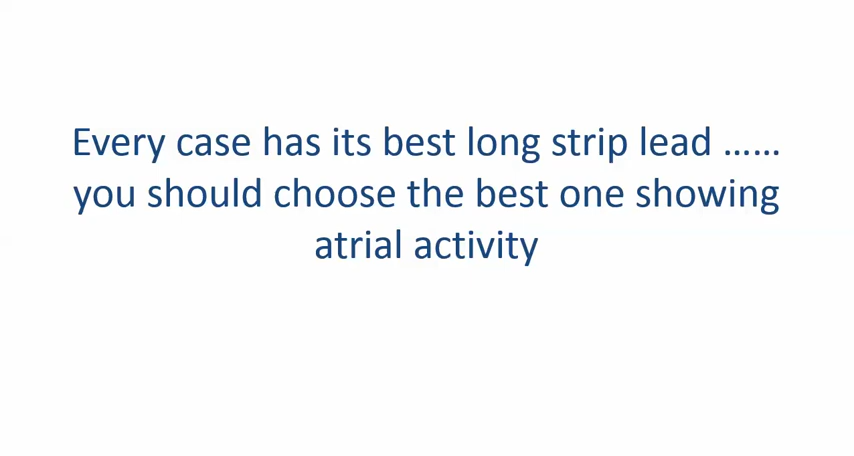 Every case has its best long strip lead ……
you should choose the best one showing
atrial activity